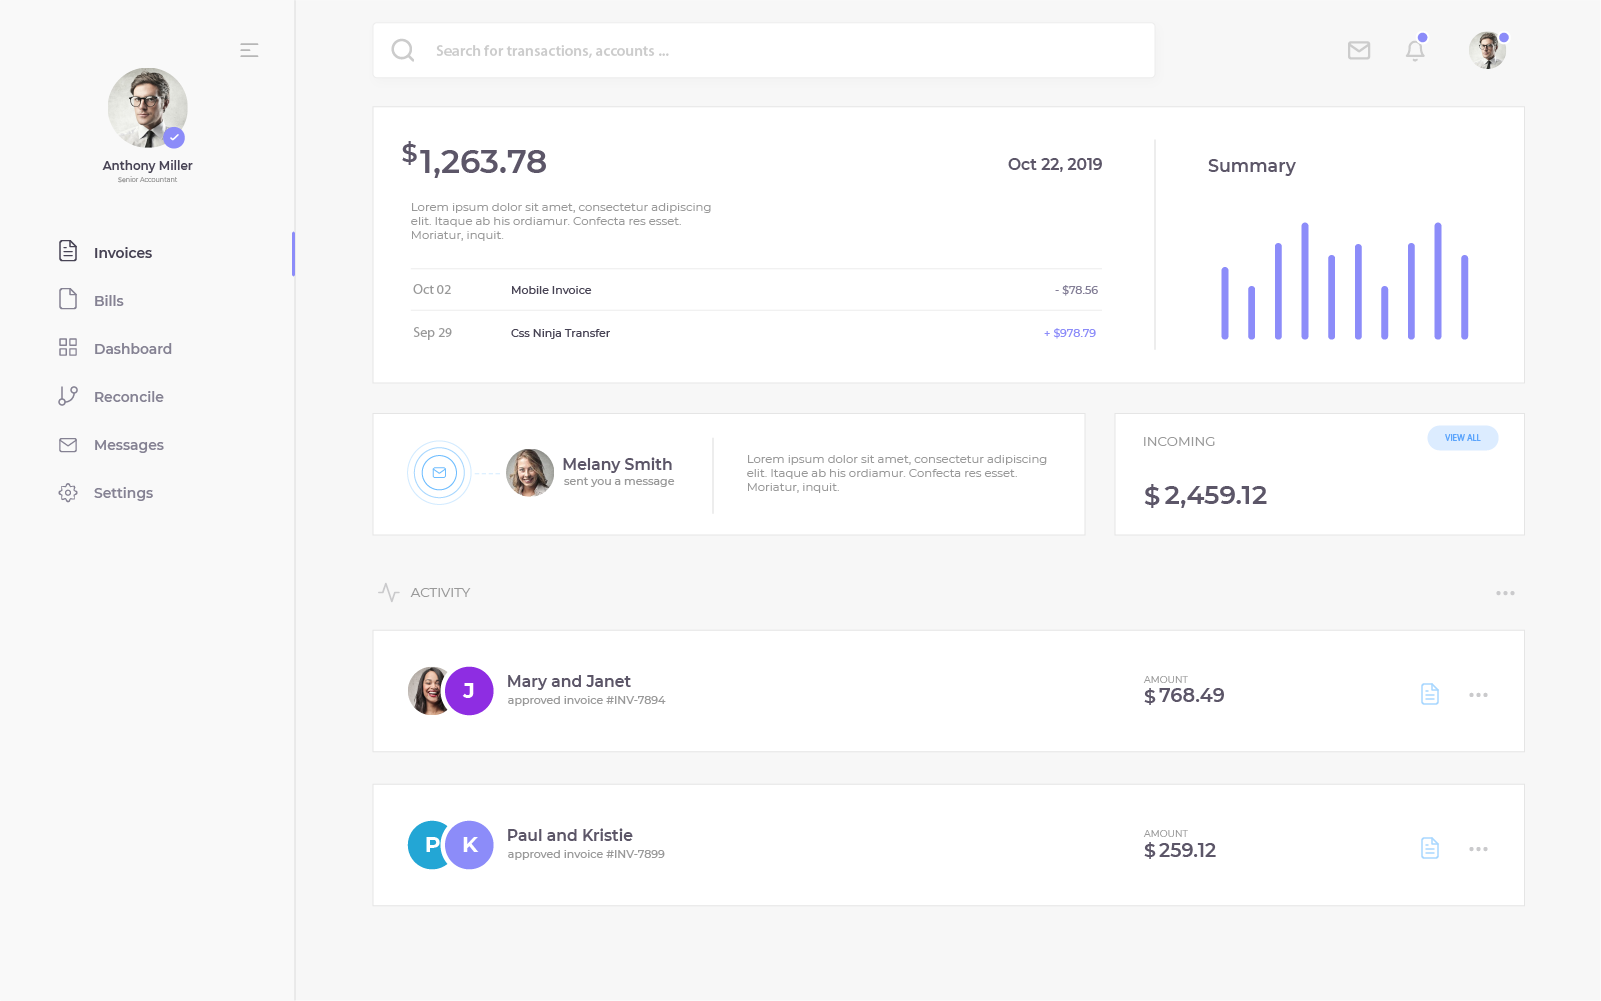 Search for transactions, accounts ...
Anthony Miller
Senior Accountant
Invoices
Bills
Dashboard
Reconcile
Messages
Settings
$1,263.78
Oct 22, 2019
Lorem ipsum dolor sit amet, consectetur adipiscing
elit. Itaque ab his ordiamur. Confecta res esset.
Moriatur, inquit.
Oct 02 Mobile Invoice - $78.56
Sep 29 Css Ninja Transfer + $978.79
Summary
Melany Smith
sent you a message
Lorem ipsum dolor sit amet, consectetur adipiscing
elit. Itaque ab his ordiamur. Confecta res esset.
Moriatur, inquit.
INCOMING
VIEW ALL
$ 2,459.12
ACTIVITY
J
Mary and Janet
approved invoice #INV-7894
AMOUNT
$ 768.49
P K
Paul and Kristie
approved invoice #INV-7899
AMOUNT
$ 259.12